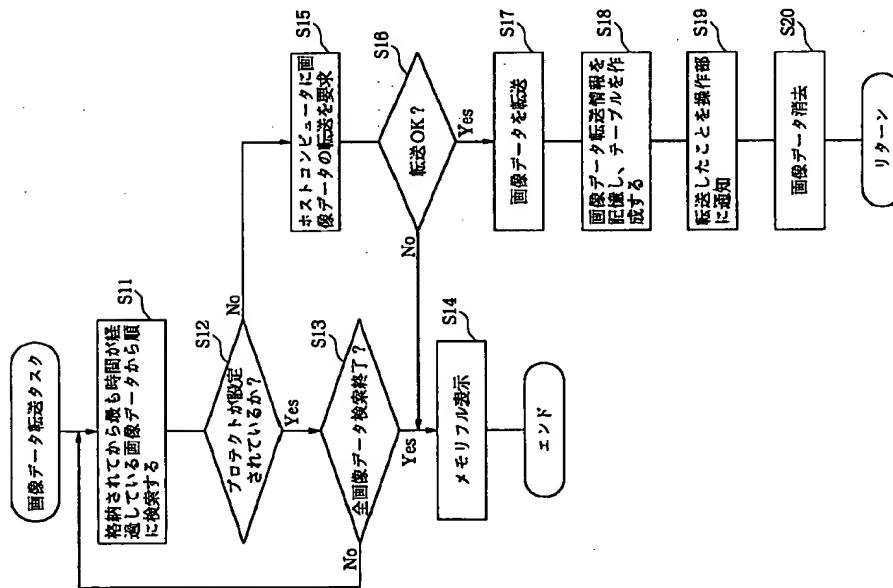 画像データ転送タスク
S11
格納されてから最も時間が経
過している画像データから順
に検索する
S12
プロテクトが設定
されているか?
No
Yes
S13
全画像データ検索終了?
No
Yes
S14
メモリフル表示
エンド
S15
ホストコンピュータに画
像データの転送を要求
S16
転送OK?
No
Yes
S17
画像データを転送
S18
画像データ転送情報を
記憶し、テーブルを作
成する
S19
転送したことを操作部
に通知
S20
画像データ消去
リターン